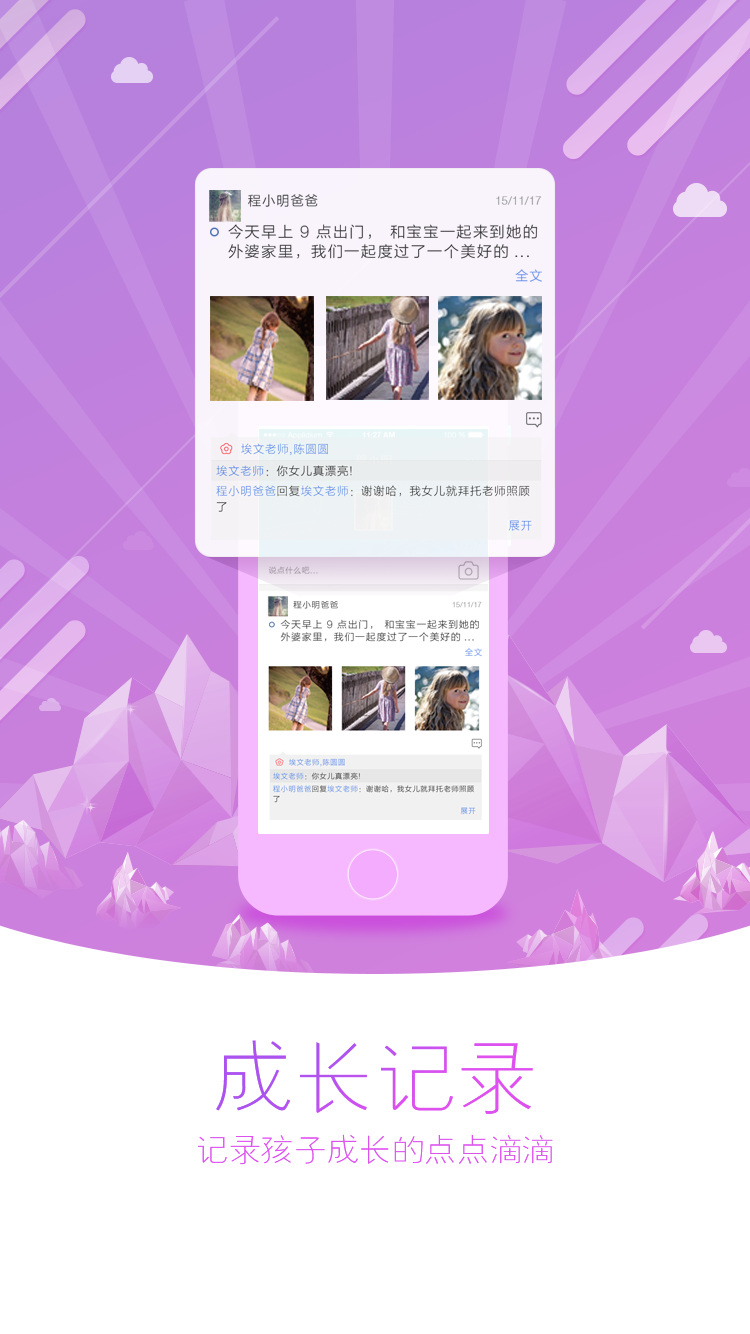 程小明爸爸 15/11/17
今天早上 9 点出门， 和宝宝一起来到她的
外婆家里，我们一起度过了一个美好的 ...
全文
埃文老师,陈圆圆
埃文老师：你女儿真漂亮!
程小明爸爸回复埃文老师：谢谢哈，我女儿就拜托老师照顾
了
展开
说点什么吧...
程小明爸爸 15/11/17
今天早上 9 点出门， 和宝宝一起来到她的
外婆家里，我们一起度过了一个美好的 ...
全文
埃文老师,陈圆圆
埃文老师：你女儿真漂亮!
程小明爸爸回复埃文老师：谢谢哈，我女儿就拜托老师照顾
了
展开
成长记录
记录孩子成长的点点滴滴